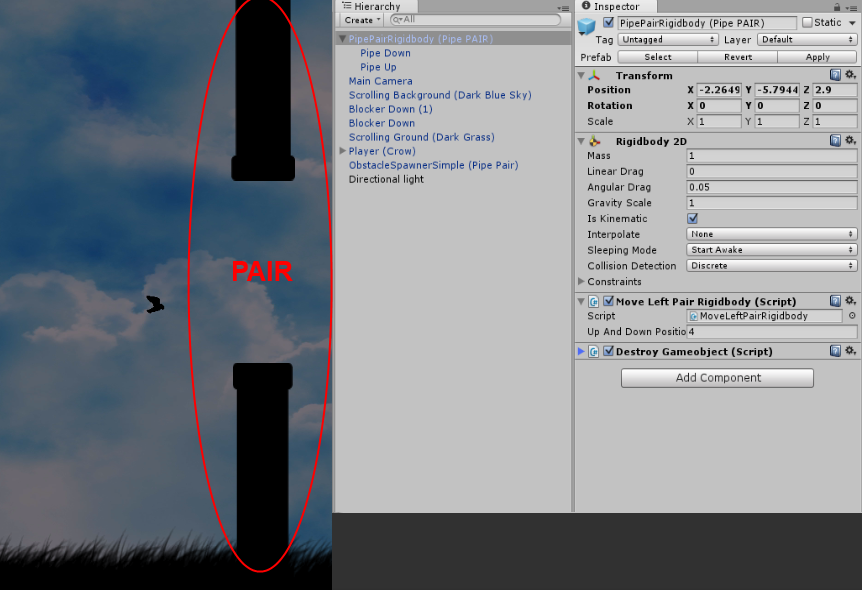 PAIR
Hierarchy
Create
All
PipePairRigidbody (Pipe PAIR)
Pipe Down
Pipe Up
Main Camera
Scrolling Background (Dark Blue Sky)
Blocker Down (1)
Blocker Down
Scrolling Ground (Dark Grass)
Player (Crow)
ObstacleSpawnerSimple (Pipe Pair)
Directional light
Inspector
PipePairRigidbody (Pipe PAIR) Static
Tag Untagged Layer Default
Prefab Select Revert Apply
Transform
Position X -2.2649 Y -5.7944 Z 2.9
Rotation X 0 Y 0 Z 0
Scale X 1 Y 1 Z 1
Rigidbody 2D
Mass 1
Linear Drag 0
Angular Drag 0.05
Gravity Scale 1
Is Kinematic
Interpolate None
Sleeping Mode Start Awake
Collision Detection Discrete
Constraints
Move Left Pair Rigidbody (Script)
Script MoveLeftPairRigidbody
Up And Down Positio 4
Destroy Gameobject (Script)
Add Component